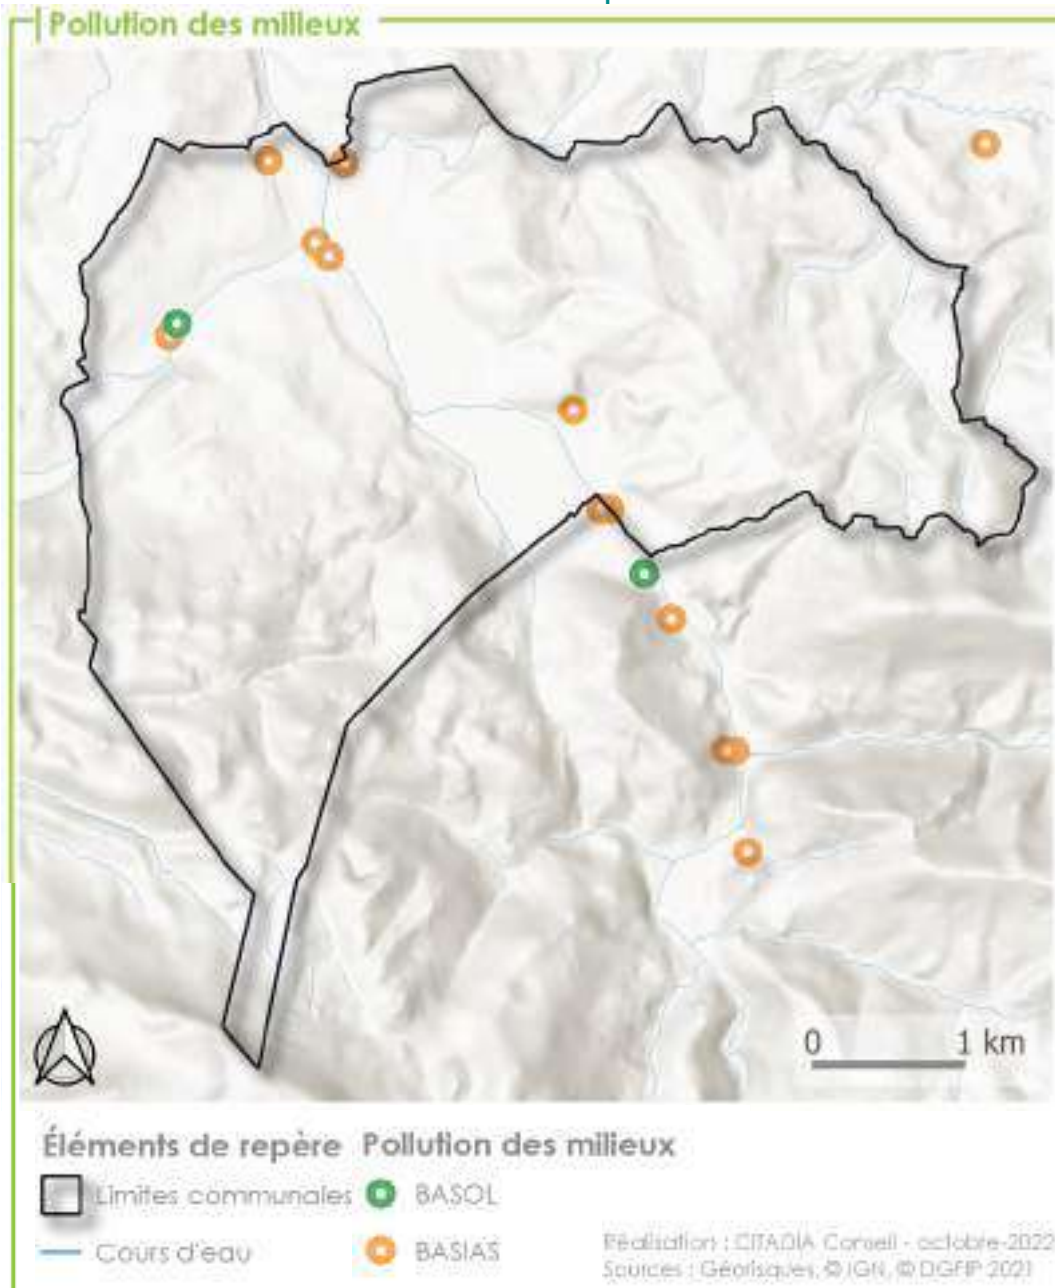 Pollution des milieux
0 1 km
Éléments de repère Pollution des milieux
Limites communales BASOL
Cours d'eau BASIAS
Réalisation : CITADIA Conseil - octobre-2022
Sources : Géorisques, © IGN, © DGFIP 2021